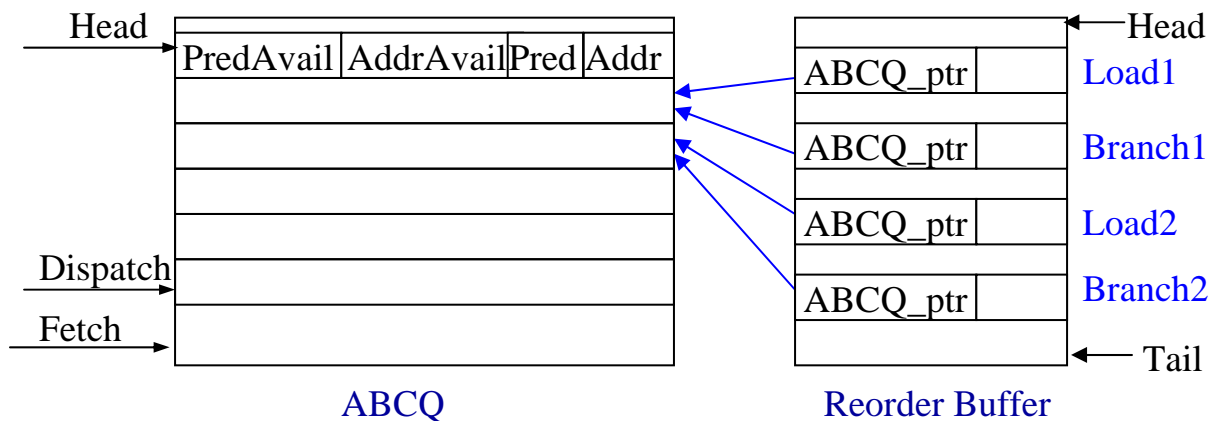 Head
PredAvail AddrAvail Pred Addr
Dispatch
Fetch
ABCQ
Head
ABCQ_ptr Load1
ABCQ_ptr Branch1
ABCQ_ptr Load2
ABCQ_ptr Branch2
Tail
Reorder Buffer